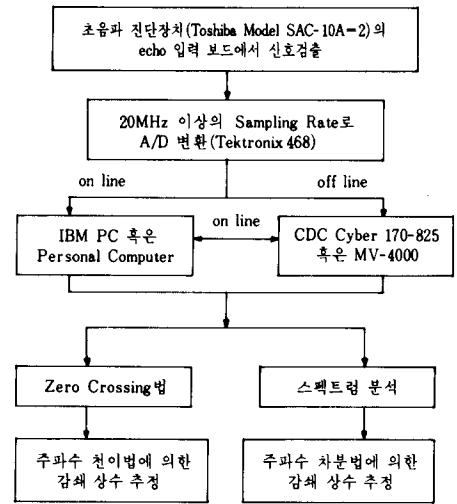 초음파 진단장치(Toshiba Model SAC-10A-2)의
echo 입력 보드에서 신호검출
20MHz 이상의 Sampling Rate로
A/D 변환(Tektronix 468)
on line
off line
IBM PC 혹은
Personal Computer
on line
CDC Cyber 170-825
혹은 MV-4000
Zero Crossing법
스펙트럼 분석
주파수 천이법에 의한
감쇄 상수 추정
주파수 차분법에 의한
감쇄 상수 추정